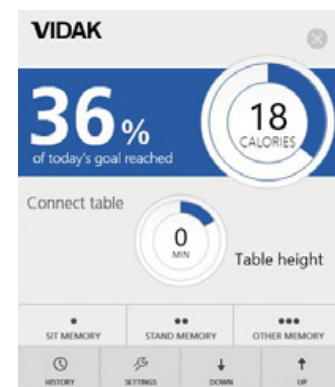 VIDAK
36%
of today's goal reached
18
CALORIES
Connect table
0
MIN
Table height
SIT MEMORY
STAND MEMORY
OTHER MEMORY
HISTORY
SETTINGS
DOWN
UP